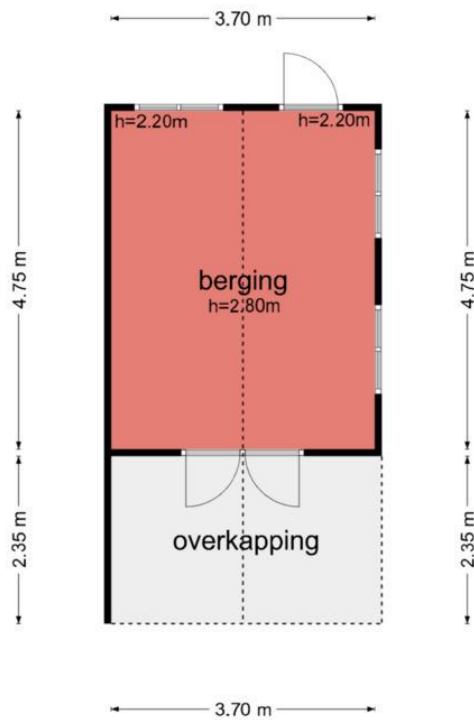 3.70 m
h=2.20m
h=2.20m
4.75 m
4.75 m
berging
h=2.80m
2.35 m
2.35 m
overkapping
3.70 m